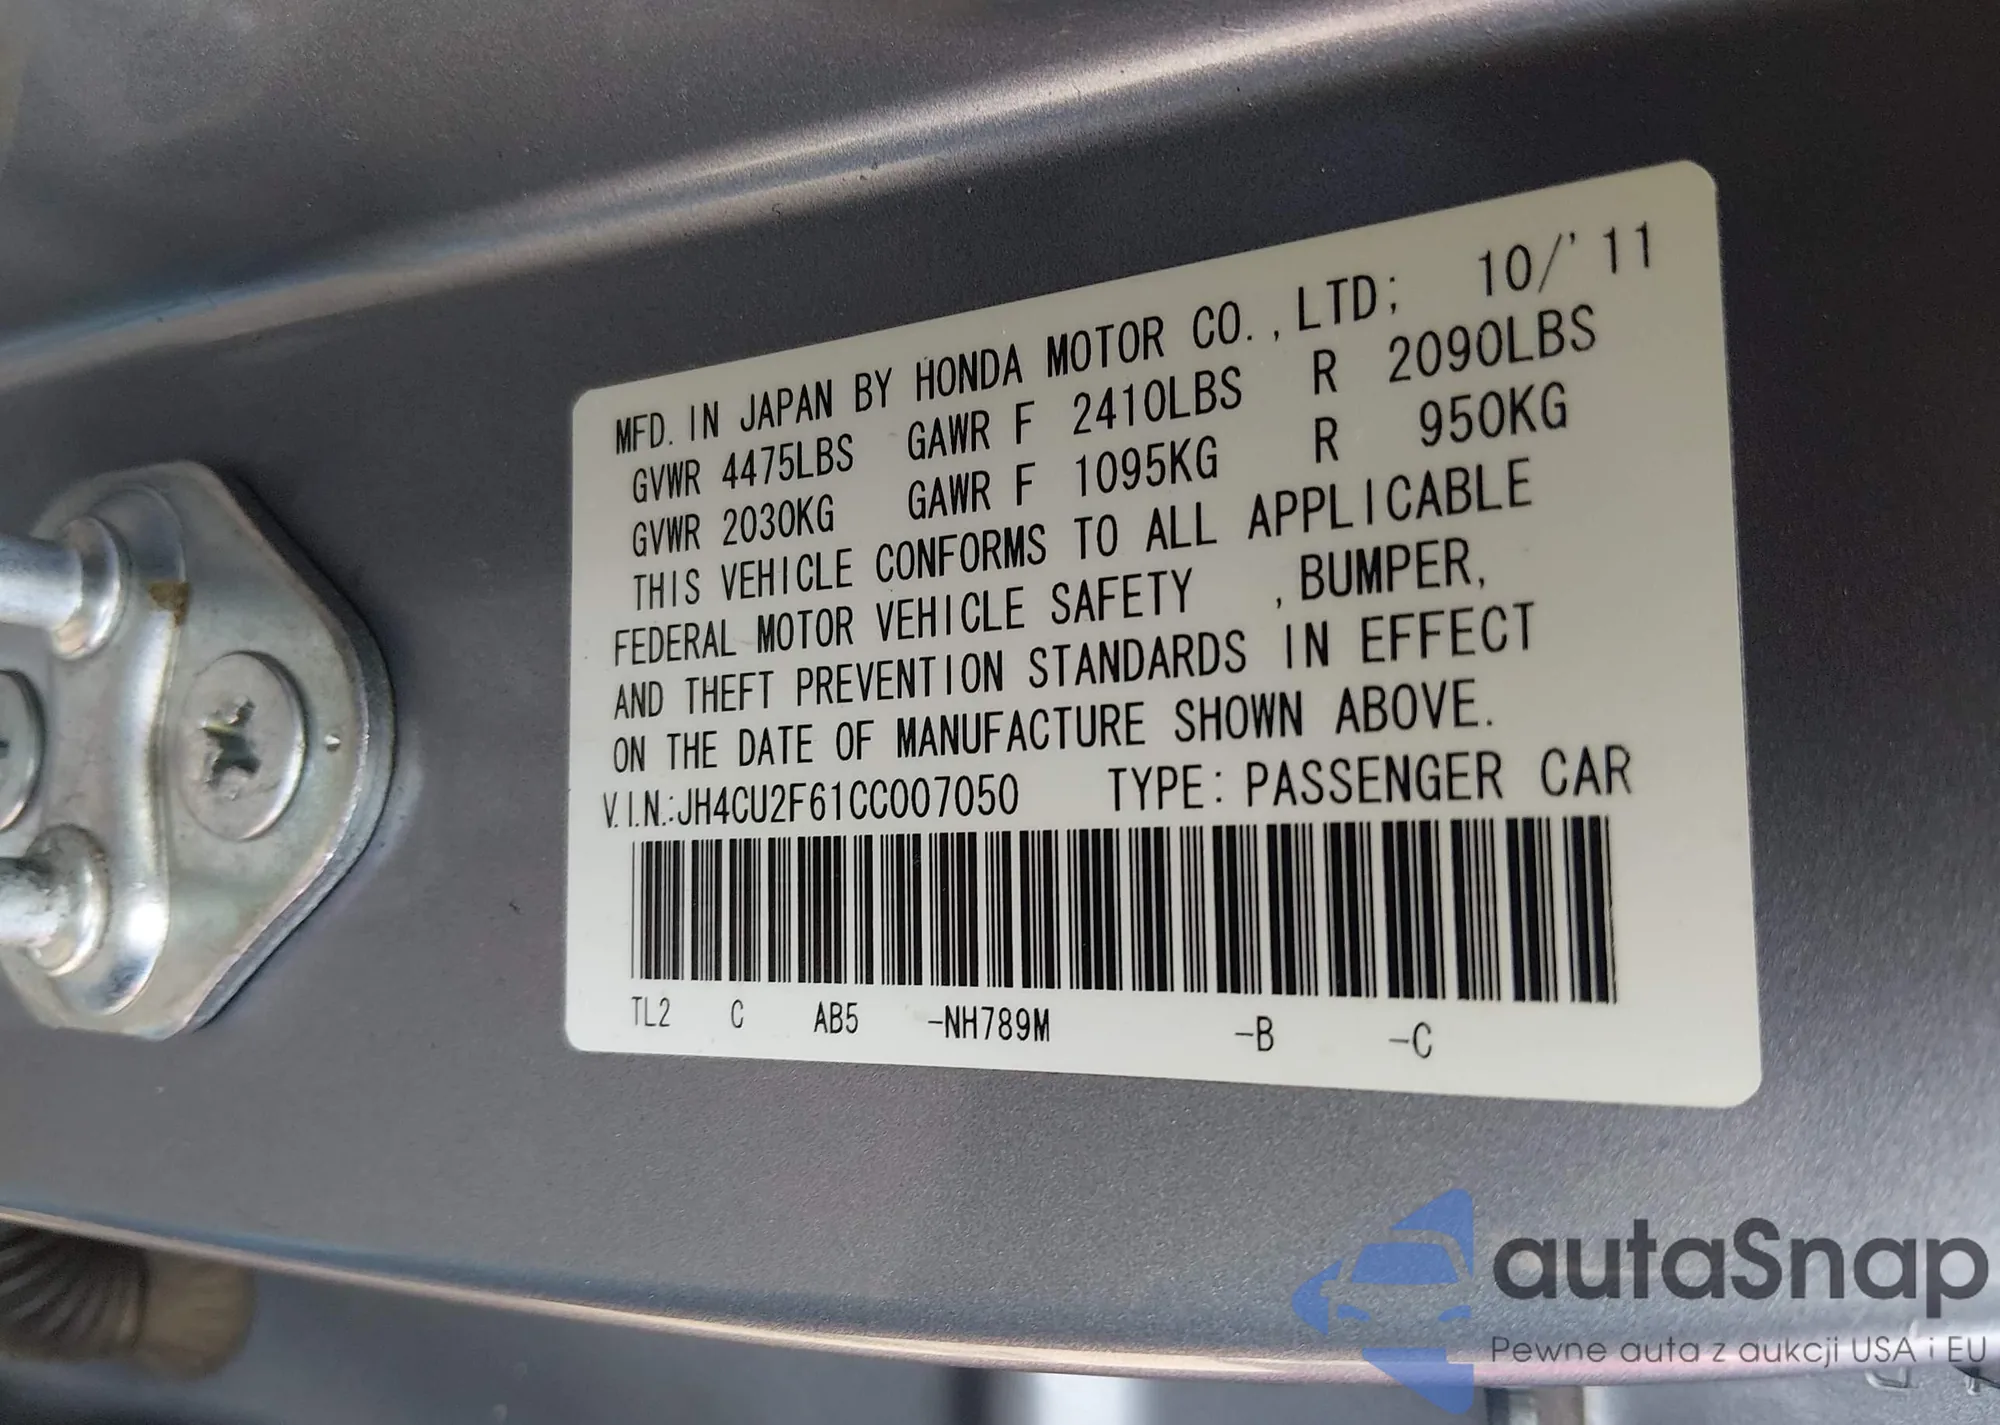 MFD. IN JAPAN BY HONDA MOTOR CO.,LTD; 10/'11
GVWR 4475LBS GAWR F 2410LBS R 2090LBS
GVWR 2030KG GAWR F 1095KG R 950KG
THIS VEHICLE CONFORMS TO ALL APPLICABLE
FEDERAL MOTOR VEHICLE SAFETY ,BUMPER,
AND THEFT PREVENTION STANDARDS IN EFFECT
ON THE DATE OF MANUFACTURE SHOWN ABOVE.
V.I.N.:JH4CU2F61CC007050 TYPE: PASSENGER CAR
TL2 C AB5 -NH789M -B -C
autaSnap
Pewne auta z aukcji USA i EU